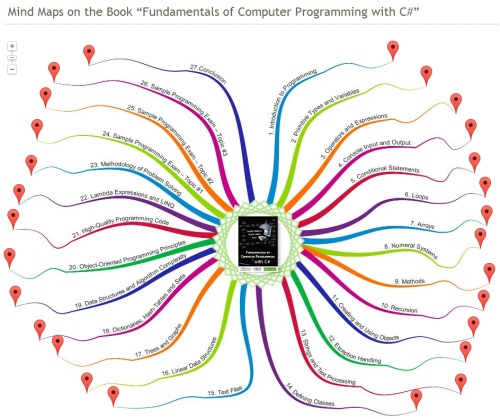 Mind Maps on the Book “Fundamentals of Computer Programming with C#”
1. Introduction to Programming
2. Primitive Types and Variables
3. Operators and Expressions
4. Console Input and Output
5. Conditional Statements
6. Loops
7. Arrays
8. Numeral Systems
9. Methods
10. Recursion
11. Creating and Using Objects
12. Exception Handling
13. Strings and Text Processing
14. Defining Classes
15. Text Files
16. Linear Data Structures
17. Trees and Graphs
18. Dictionaries, Hash-Tables and Sets
19. Data Structures and Algorithm Complexity
20. Object-Oriented Programming Principles
21. High-Quality Programming Code
22. Lambda Expressions and LINQ
23. Methodology of Problem Solving
24. Sample Programming Exam – Topic #1
25. Sample Programming Exam – Topic #2
26. Sample Programming Exam – Topic #3
27. Conclusion
Fundamentals of
Computer Programming
with C#